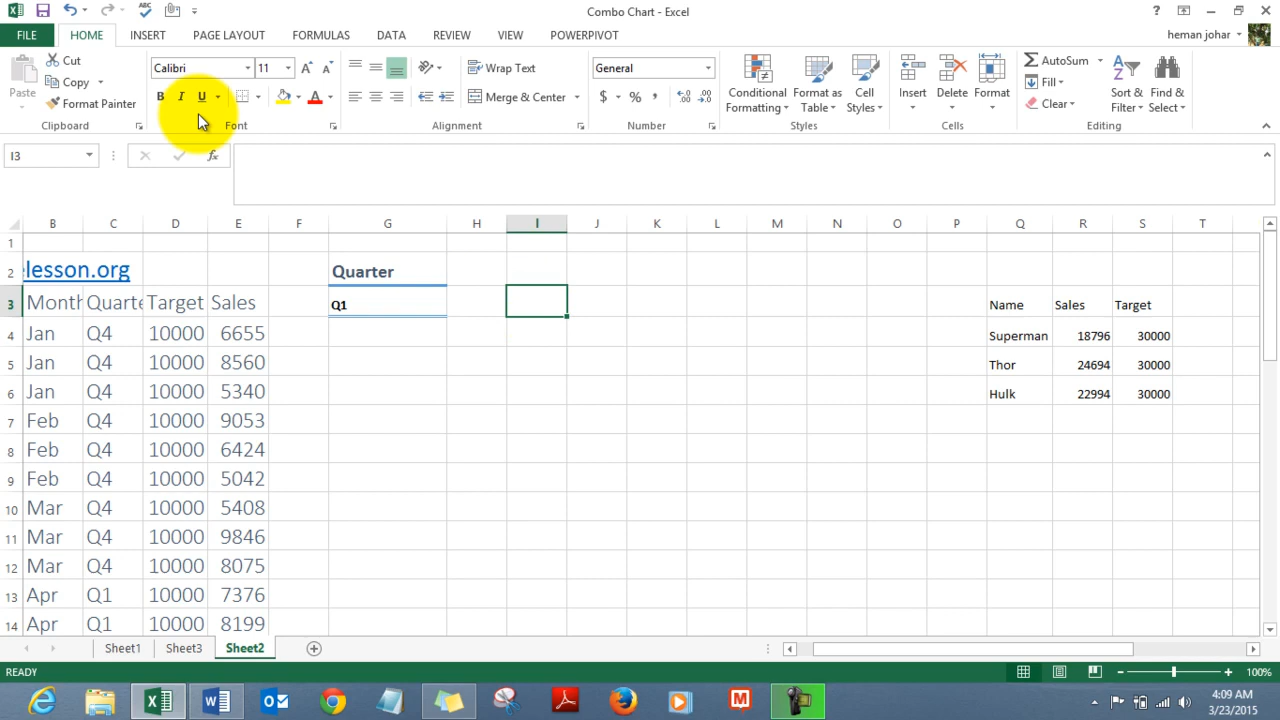 Combo Chart - Excel
?
FILE HOME INSERT PAGE LAYOUT FORMULAS DATA REVIEW VIEW POWERPIVOT
heman johar
Cut
Copy
Format Painter
Paste
Clipboard
Calibri 11
B I U
Font
Wrap Text
Merge & Center
Alignment
General
$ % ,
Number
Conditional Formatting
Format as Table
Cell Styles
Styles
Insert
Delete
Format
Cells
AutoSum
Fill
Clear
Sort & Filter
Find & Select
Editing
I3
fx
B C D E F G H I J K L M N O P Q R S T
1
2 elesson.org Quarter
3 Month Quarte Target Sales Q1 Name Sales Target
4 Jan Q4 10000 6655 Superman 18796 30000
5 Jan Q4 10000 8560 Thor 24694 30000
6 Jan Q4 10000 5340 Hulk 22994 30000
7 Feb Q4 10000 9053
8 Feb Q4 10000 6424
9 Feb Q4 10000 5042
10 Mar Q4 10000 5408
11 Mar Q4 10000 9846
12 Mar Q4 10000 8075
13 Apr Q1 10000 7376
14 Apr Q1 10000 8199
Sheet1 Sheet3 Sheet2
READY
100%
4:09 AM
3/23/2015